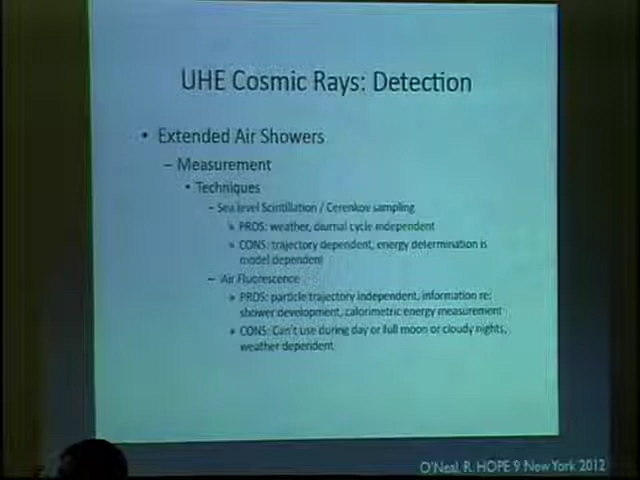 UHE Cosmic Rays: Detection
• Extended Air Showers
– Measurement
• Techniques
– Sea level Scintillation / Cerenkov sampling
» PROS: weather, diurnal cycle independent
» CONS: trajectory dependent, energy determination is
model dependent
– Air Fluorescence
» PROS: particle trajectory independent, information re:
shower development, calorimetric energy measurement
» CONS: Can't use during day or full moon or cloudy nights,
weather dependent
O'Neal, R. HOPE 9 New York 2012